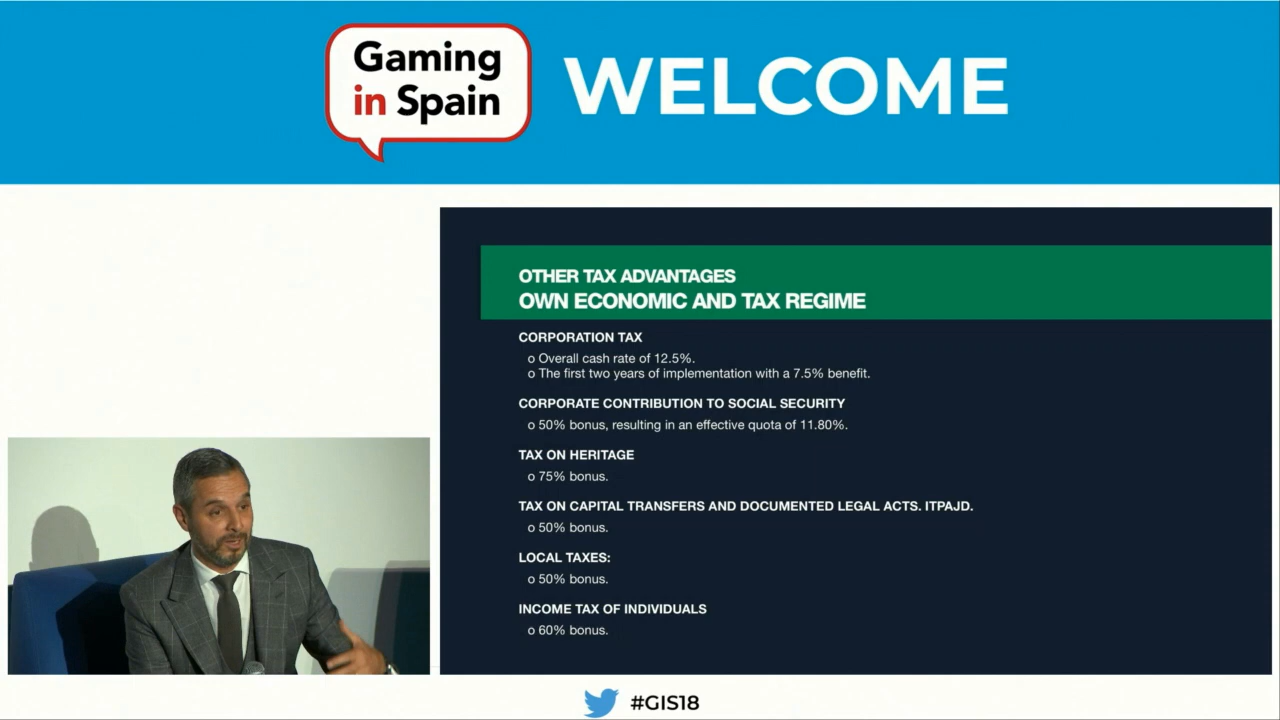 Gaming
in Spain
WELCOME
OTHER TAX ADVANTAGES
OWN ECONOMIC AND TAX REGIME
CORPORATION TAX
o Overall cash rate of 12.5%.
o The first two years of implementation with a 7.5% benefit.
CORPORATE CONTRIBUTION TO SOCIAL SECURITY
o 50% bonus, resulting in an effective quota of 11.80%.
TAX ON HERITAGE
o 75% bonus.
TAX ON CAPITAL TRANSFERS AND DOCUMENTED LEGAL ACTS. ITPAJD.
o 50% bonus.
LOCAL TAXES:
o 50% bonus.
INCOME TAX OF INDIVIDUALS
o 60% bonus.
#GIS18